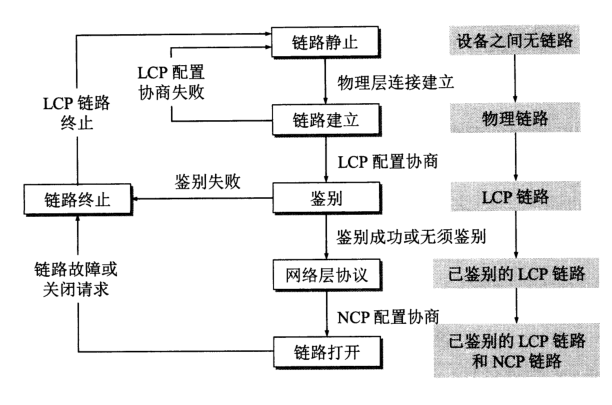 链路静止
设备之间无链路
LCP 配置
协商失败
物理层连接建立
LCP 链路
终止
链路建立
物理链路
LCP 配置协商
鉴别失败
链路终止
鉴别
LCP 链路
鉴别成功或无须鉴别
链路故障或
关闭请求
网络层协议
已鉴别的 LCP 链路
NCP 配置协商
链路打开
已鉴别的 LCP 链路
和 NCP 链路